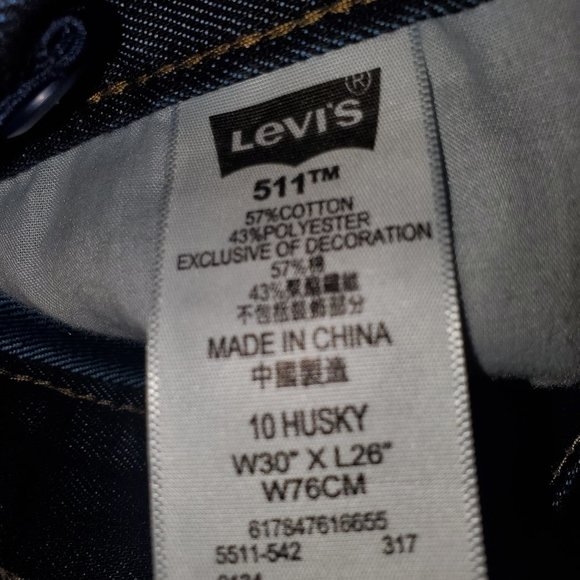 LEVI'S®
511™
57%COTTON
43%POLYESTER
EXCLUSIVE OF DECORATION
57%棉
43%聚酯纖維
不包括裝飾部分
MADE IN CHINA
中國製造
10 HUSKY
W30" X L26"
W76CM
617847616655
5511-542 317